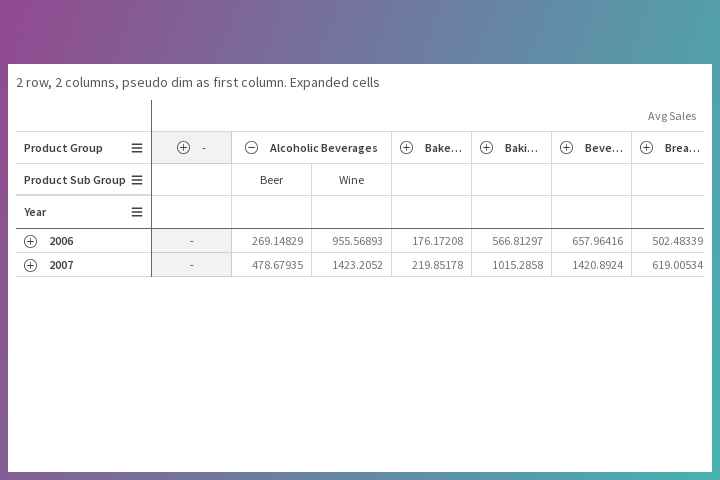 2 row, 2 columns, pseudo dim as first column. Expanded cells
Avg Sales
Product Group - Alcoholic Beverages Bake… Baki… Beve… Brea…
Product Sub Group Beer Wine
Year
2006 - 269.14829 955.56893 176.17208 566.81297 657.96416 502.48339
2007 - 478.67935 1423.2052 219.85178 1015.2858 1420.8924 619.00534